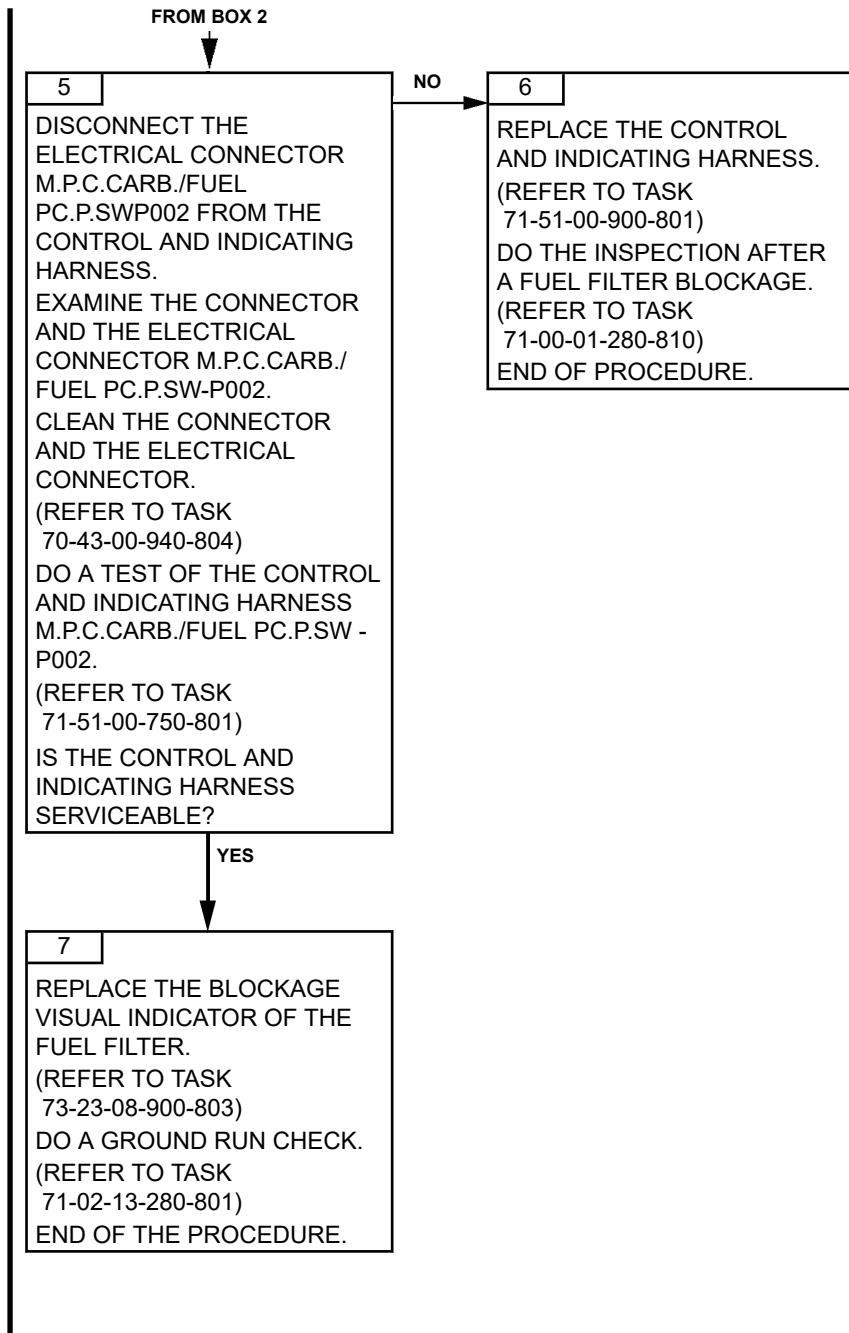 FROM BOX 2
5
DISCONNECT THE
ELECTRICAL CONNECTOR
M.P.C.CARB./FUEL
PC.P.SWP002 FROM THE
CONTROL AND INDICATING
HARNESS.
EXAMINE THE CONNECTOR
AND THE ELECTRICAL
CONNECTOR M.P.C.CARB./
FUEL PC.P.SW-P002.
CLEAN THE CONNECTOR
AND THE ELECTRICAL
CONNECTOR.
(REFER TO TASK
70-43-00-940-804)
DO A TEST OF THE CONTROL
AND INDICATING HARNESS
M.P.C.CARB./FUEL PC.P.SW -
P002.
(REFER TO TASK
71-51-00-750-801)
IS THE CONTROL AND
INDICATING HARNESS
SERVICEABLE?
NO
6
REPLACE THE CONTROL
AND INDICATING HARNESS.
(REFER TO TASK
71-51-00-900-801)
DO THE INSPECTION AFTER
A FUEL FILTER BLOCKAGE.
(REFER TO TASK
71-00-01-280-810)
END OF PROCEDURE.
YES
7
REPLACE THE BLOCKAGE
VISUAL INDICATOR OF THE
FUEL FILTER.
(REFER TO TASK
73-23-08-900-803)
DO A GROUND RUN CHECK.
(REFER TO TASK
71-02-13-280-801)
END OF THE PROCEDURE.